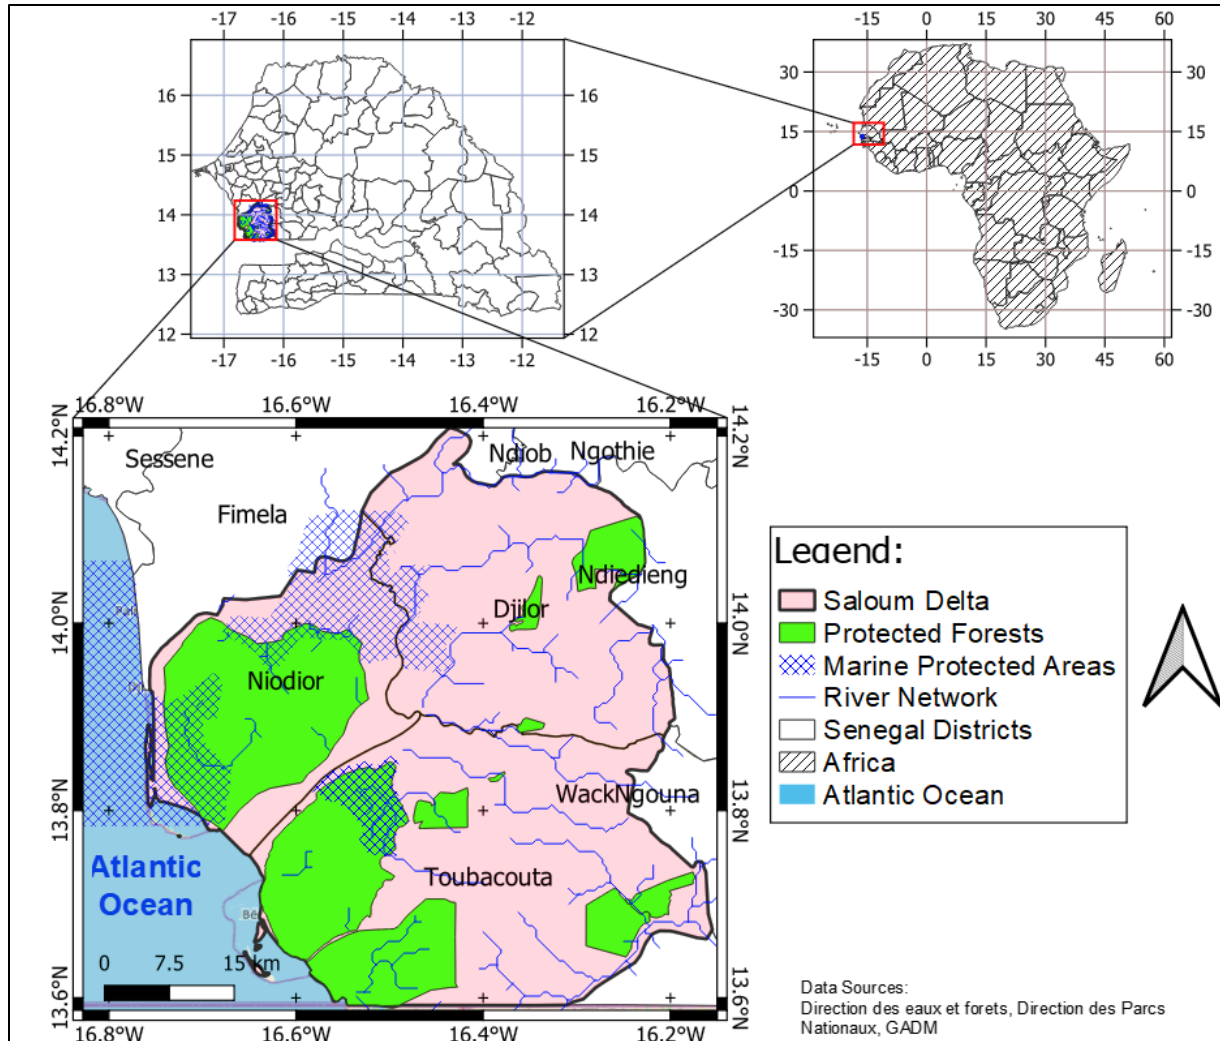 -17 -16 -15 -14 -13 -12
-15 0 15 30 45 60
16 16
15 15
14 14
13 13
12 12
-17 -16 -15 -14 -13 -12
30 30
15 15
0 0
-15 -15
-30 -30
-15 0 15 30 45 60
16.8°W 16.6°W 16.4°W 16.2°W
14.2°N 14.2°N
Sessene
Ndiob
Ngothie
Fimela
Ndiedieng
Djilor
14.0°N 14.0°N
Niodior
WackNgouna
13.8°N 13.8°N
Toubacouta
Atlantic
Ocean
0 7.5 15 km
13.6°N 13.6°N
16.8°W 16.6°W 16.4°W 16.2°W
Legend:
Saloum Delta
Protected Forests
Marine Protected Areas
River Network
Senegal Districts
Africa
Atlantic Ocean
Data Sources:
Direction des eaux et forets, Direction des Parcs
Nationaux, GADM